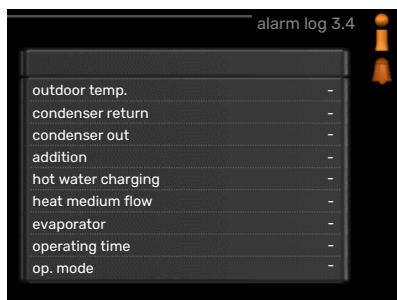 alarm log 3.4
outdoor temp. -
condenser return -
condenser out -
addition -
hot water charging -
heat medium flow -
evaporator -
operating time -
op. mode -